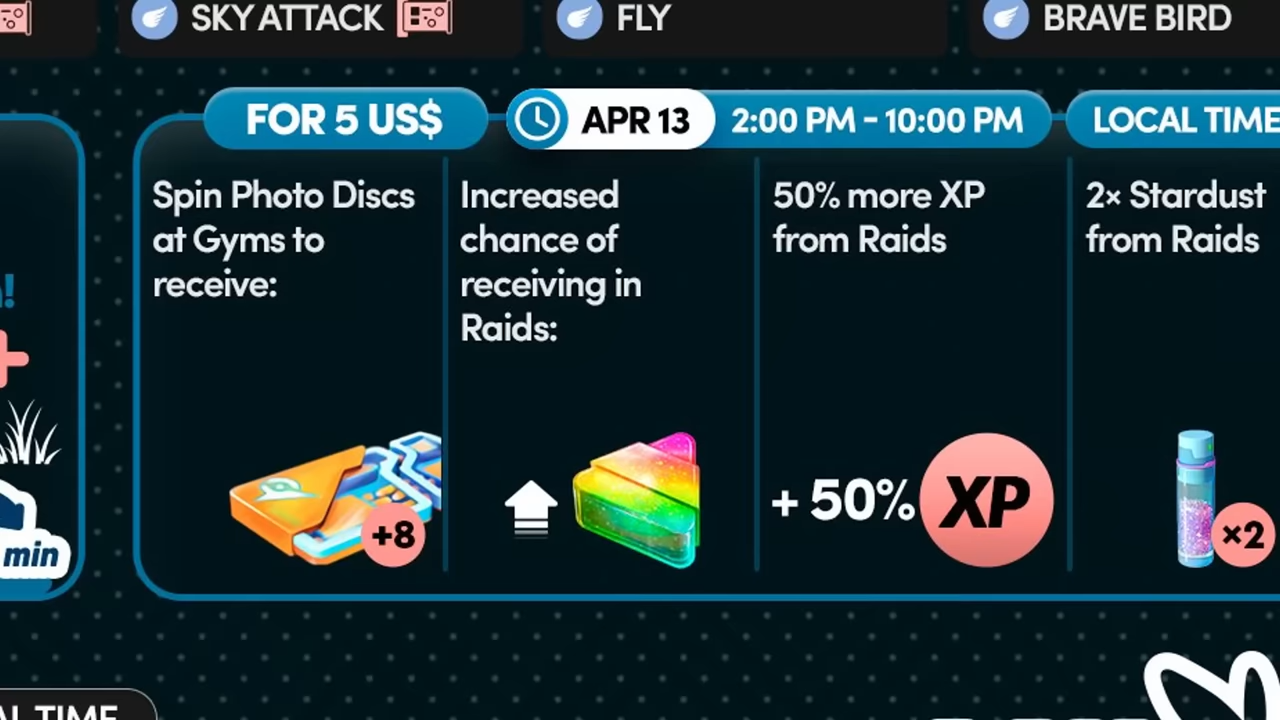 SKY ATTACK
FLY
BRAVE BIRD
FOR 5 US$
APR 13
2:00 PM - 10:00 PM
LOCAL TIME
Spin Photo Discs
at Gyms to
receive:
+8
Increased
chance of
receiving in
Raids:
50% more XP
from Raids
+ 50% XP
2× Stardust
from Raids
×2
min